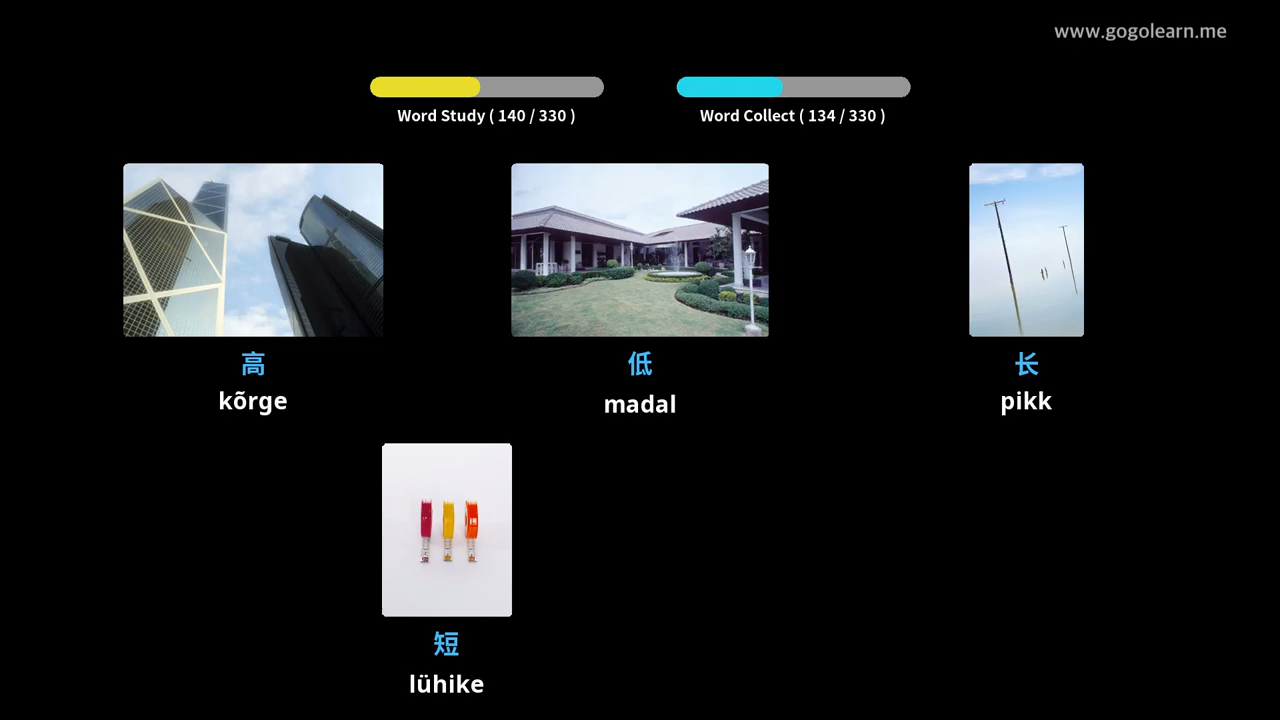 www.gogolearn.me
Word Study ( 140 / 330 )
Word Collect ( 134 / 330 )
高
kõrge
低
madal
长
pikk
短
lühike